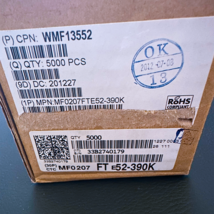 (P) CPN: WMF13552
(Q) QTY: 5000 PCS
(9D) DC: 201227
(1P) MPN: MF0207FTE52-390K
OK
13
RoHS
COMPLIANT
QTY 5000
33B2740179
MF0207 FT E52-390K